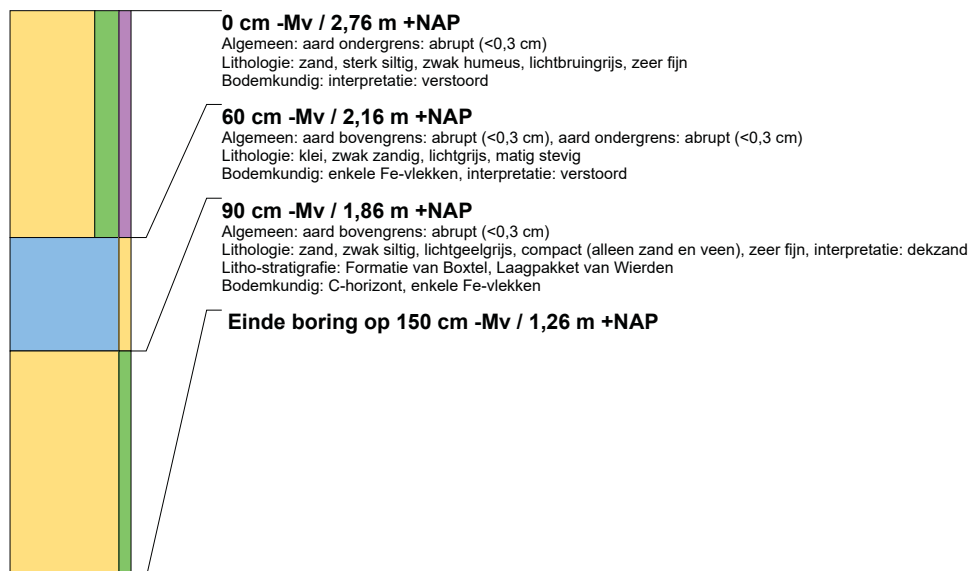 0 cm -Mv / 2,76 m +NAP
Algemeen: aard ondergrens: abrupt (<0,3 cm)
Lithologie: zand, sterk siltig, zwak humeus, lichtbruingrijs, zeer fijn
Bodemkundig: interpretatie: verstoord
60 cm -Mv / 2,16 m +NAP
Algemeen: aard bovengrens: abrupt (<0,3 cm), aard ondergrens: abrupt (<0,3 cm)
Lithologie: klei, zwak zandig, lichtgrijs, matig stevig
Bodemkundig: enkele Fe-vlekken, interpretatie: verstoord
90 cm -Mv / 1,86 m +NAP
Algemeen: aard bovengrens: abrupt (<0,3 cm)
Lithologie: zand, zwak siltig, lichtgeelgrijs, compact (alleen zand en veen), zeer fijn, interpretatie: dekzand
Litho-stratigrafie: Formatie van Boxtel, Laagpakket van Wierden
Bodemkundig: C-horizont, enkele Fe-vlekken
Einde boring op 150 cm -Mv / 1,26 m +NAP